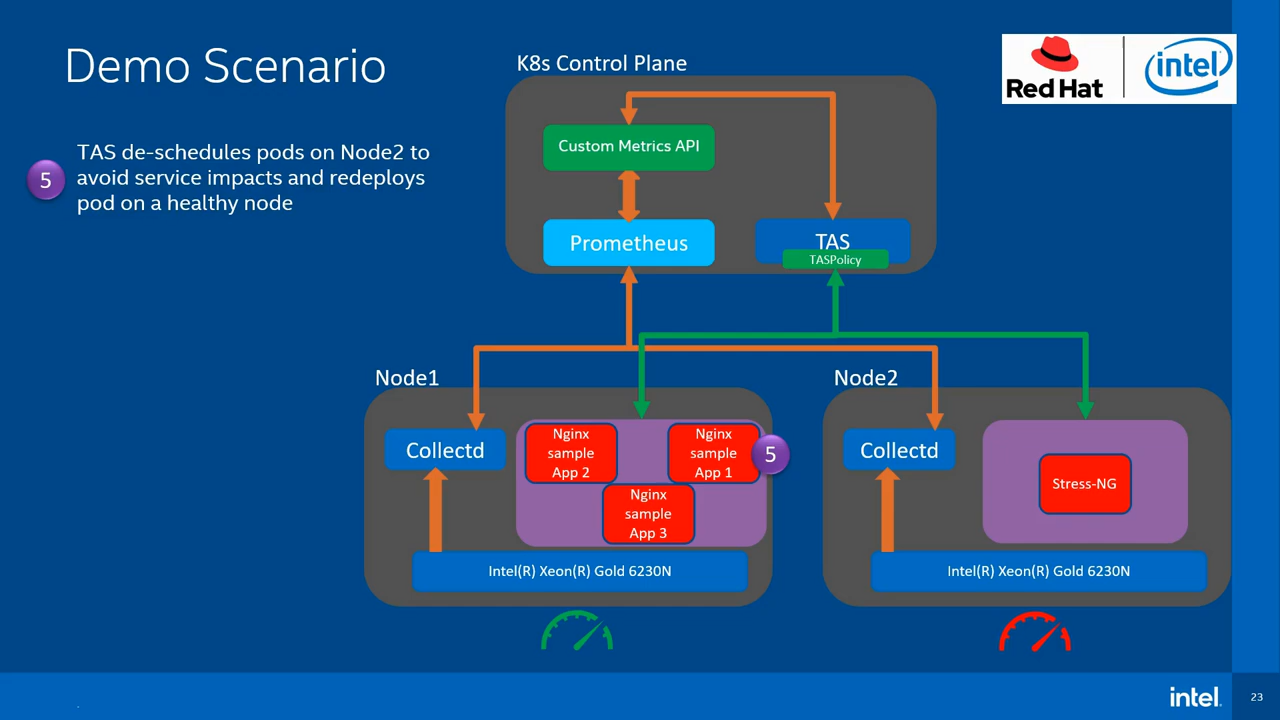 Demo Scenario
5
TAS de-schedules pods on Node2 to
avoid service impacts and redeploys
pod on a healthy node
K8s Control Plane
Red Hat
intel
Custom Metrics API
Prometheus
TAS
TASPolicy
Node1
Collectd
Nginx
sample
App 2
Nginx
sample
App 1
5
Nginx
sample
App 3
Intel(R) Xeon(R) Gold 6230N
Node2
Collectd
Stress-NG
Intel(R) Xeon(R) Gold 6230N
intel.
23